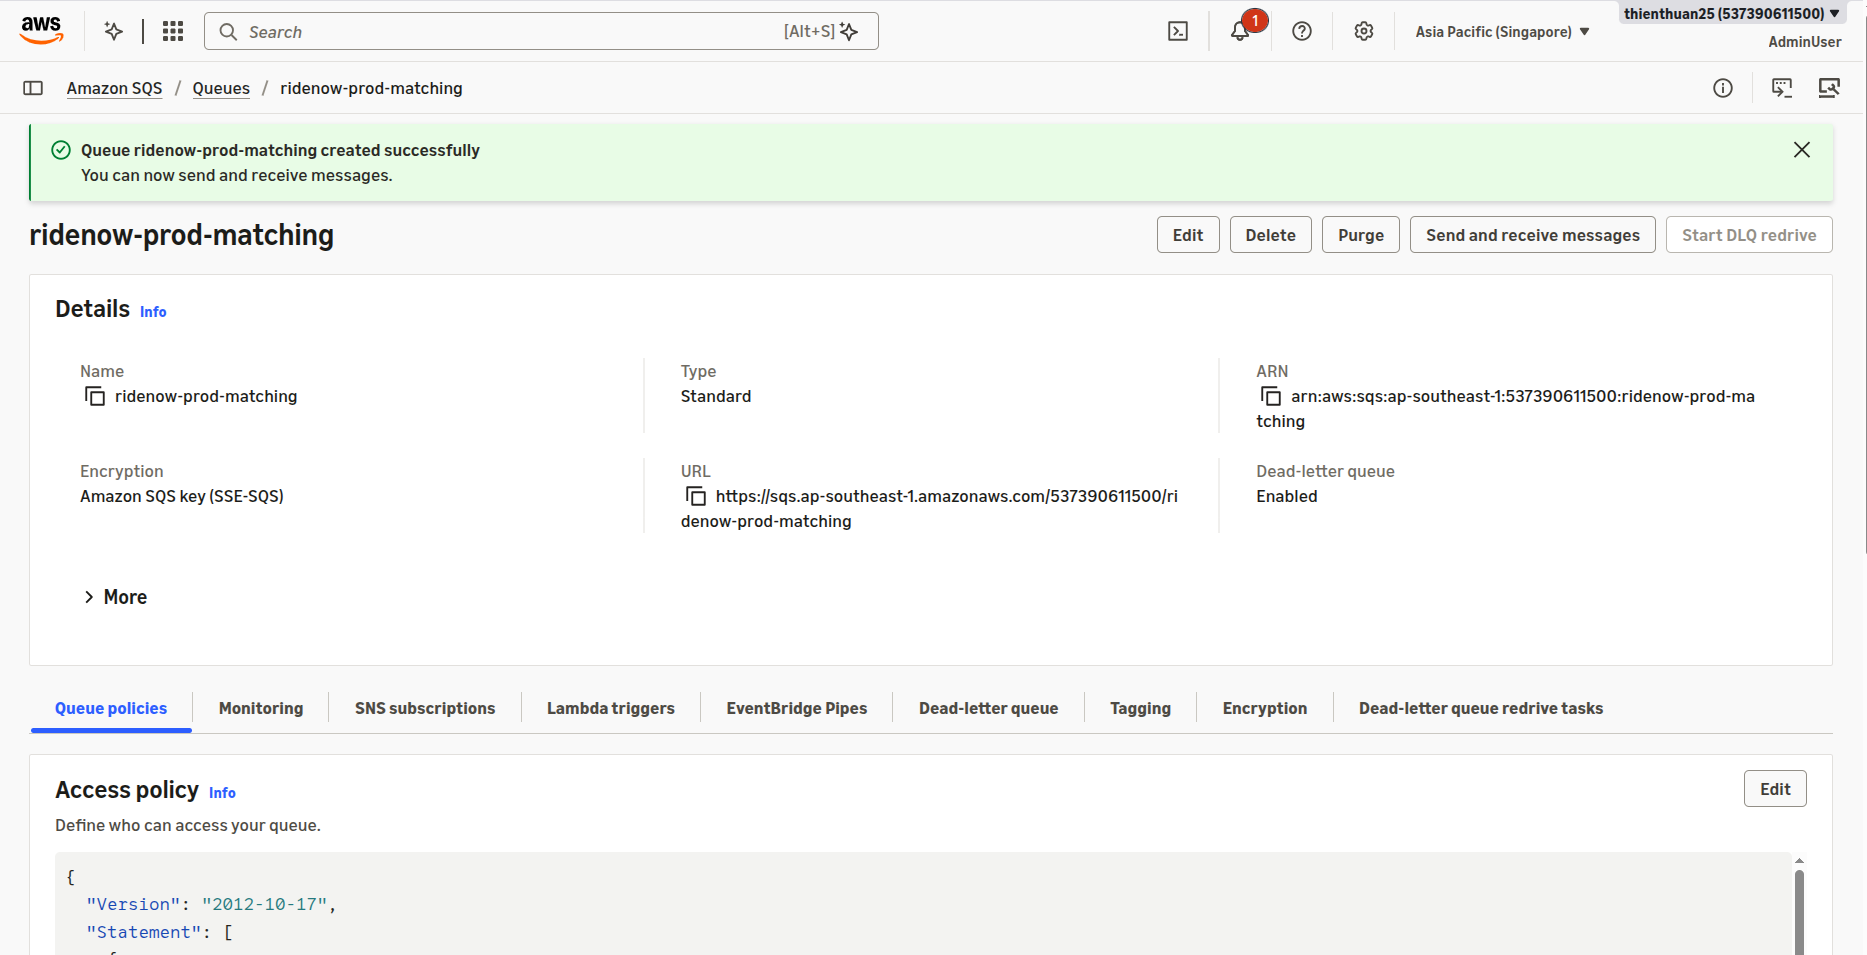 aws
Search
[Alt+S]
1
Asia Pacific (Singapore)
thienthuan25 (537390611500)
AdminUser
Amazon SQS / Queues / ridenow-prod-matching
Queue ridenow-prod-matching created successfully
You can now send and receive messages.
ridenow-prod-matching
Edit
Delete
Purge
Send and receive messages
Start DLQ redrive
Details Info
Name
ridenow-prod-matching
Type
Standard
ARN
arn:aws:sqs:ap-southeast-1:537390611500:ridenow-prod-ma
tching
Encryption
Amazon SQS key (SSE-SQS)
URL
https://sqs.ap-southeast-1.amazonaws.com/537390611500/ri
denow-prod-matching
Dead-letter queue
Enabled
More
Queue policies
Monitoring
SNS subscriptions
Lambda triggers
EventBridge Pipes
Dead-letter queue
Tagging
Encryption
Dead-letter queue redrive tasks
Access policy Info
Edit
Define who can access your queue.
{
"Version": "2012-10-17",
"Statement": [
{